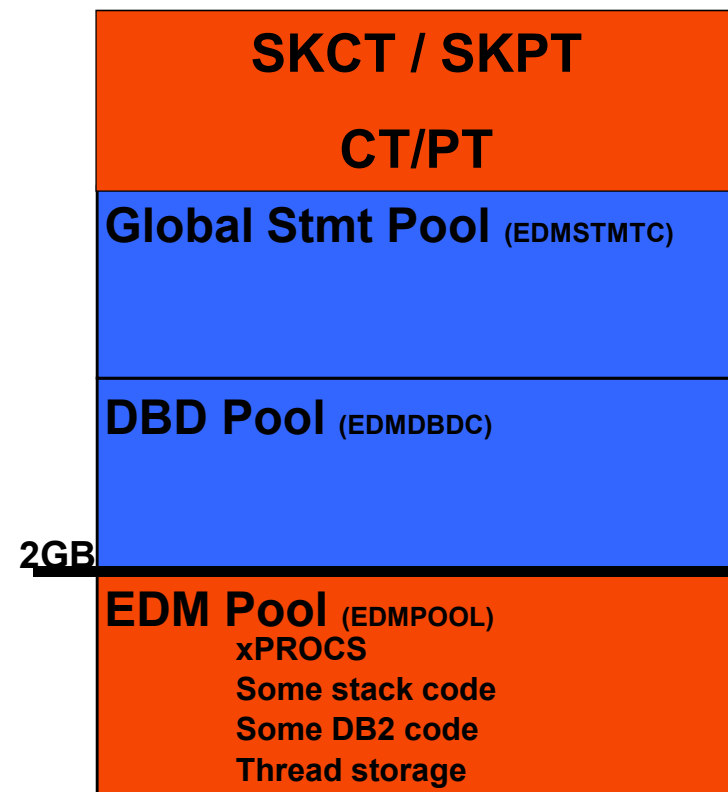 SKCT / SKPT
CT/PT
Global Stmt Pool (EDMSTMTC)
DBD Pool (EDMDBDC)
2GB
EDM Pool (EDMPOOL)
xPROCS
Some stack code
Some DB2 code
Thread storage